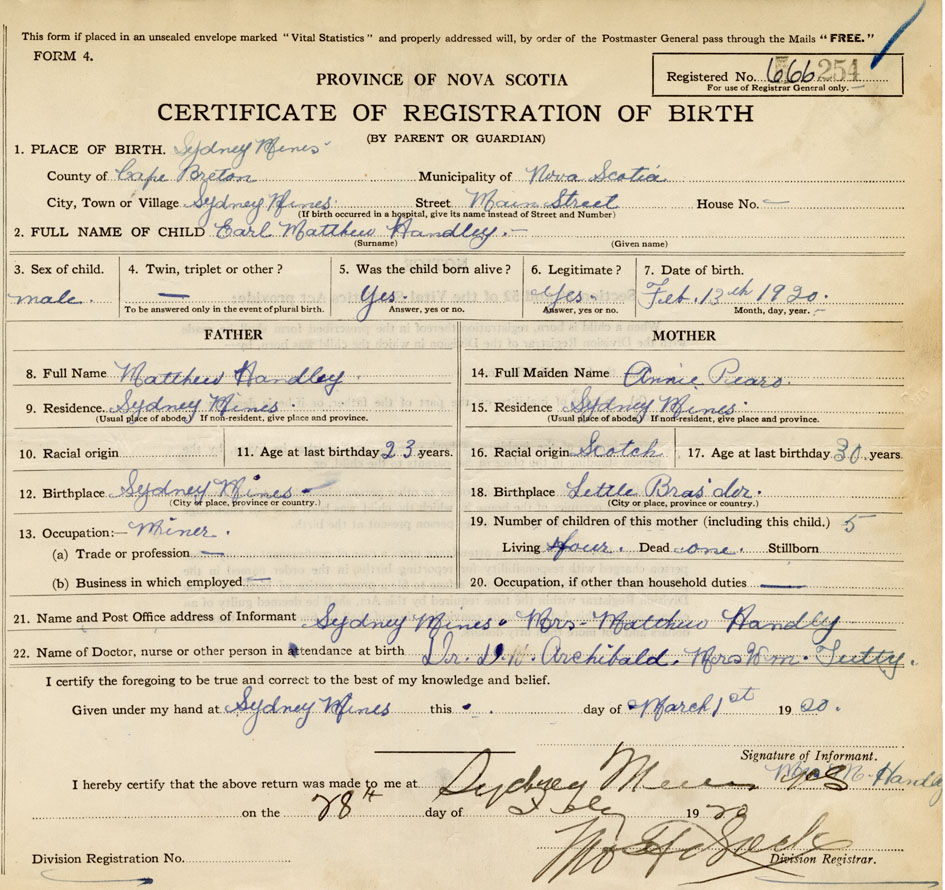 This form if placed in an unsealed envelope marked "Vital Statistics" and properly addressed will, by order of the Postmaster General pass through the Mails "FREE."
FORM 4.
PROVINCE OF NOVA SCOTIA
Registered No. 666 254
For use of Registrar General only.
CERTIFICATE OF REGISTRATION OF BIRTH
(BY PARENT OR GUARDIAN)
1. PLACE OF BIRTH. Sydney Mines
County of Cape Breton Municipality of Nova Scotia
City, Town or Village Sydney Mines Street Main Street House No. —
(If birth occurred in a hospital, give its name instead of Street and Number)
2. FULL NAME OF CHILD Earl Matthew Handley. —
(Surname) (Given name)
3. Sex of child. 4. Twin, triplet or other? 5. Was the child born alive? 6. Legitimate? 7. Date of birth.
male. — Yes. Yes. Feb. 13th 1920.
To be answered only in the event of plural birth. Answer, yes or no. Answer, yes or no. Month, day, year.
FATHER MOTHER
8. Full Name Matthew Handley. 14. Full Maiden Name Annie
9. Residence. Sydney Mines 15. Residence Sydney Mines
(Usual place of abode) If non-resident, give place and province. (Usual place of abode) If non-resident, give place and province.
10. Racial origin 11. Age at last birthday 23 years. 16. Racial origin Scotch 17. Age at last birthday 30 years.
12. Birthplace Sydney Mines 18. Birthplace Lettle Bras'dor.
(City or place, province or country.) (City or place, province or country.)
13. Occupation:— Miner. 19. Number of children of this mother (including this child.) 5
(a) Trade or profession — Living Four. Dead one. Stillborn
(b) Business in which employed — 20. Occupation, if other than household duties —
21. Name and Post Office address of Informant Sydney Mines. Mrs. Matthew Handly
22. Name of Doctor, nurse or other person in attendance at birth Dr. Archibald. Mrs Wm. Tutty.
I certify the foregoing to be true and correct to the best of my knowledge and belief.
Given under my hand at Sydney Mines this day of March 1st 1920.
Signature of Informant.
Mrs M. Handly
I hereby certify that the above return was made to me at Sydney Mines
on the 28th day of 1920
Division Registration No. Division Registrar.